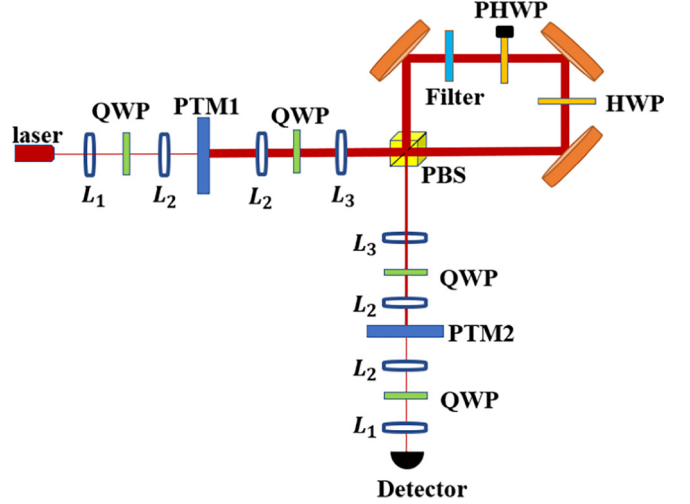 PHWP
QWP
PTM1
QWP
Filter
HWP
laser
PBS
L₁
L₂
L₂
L₃
L₃
QWP
L₂
PTM2
L₂
QWP
L₁
Detector